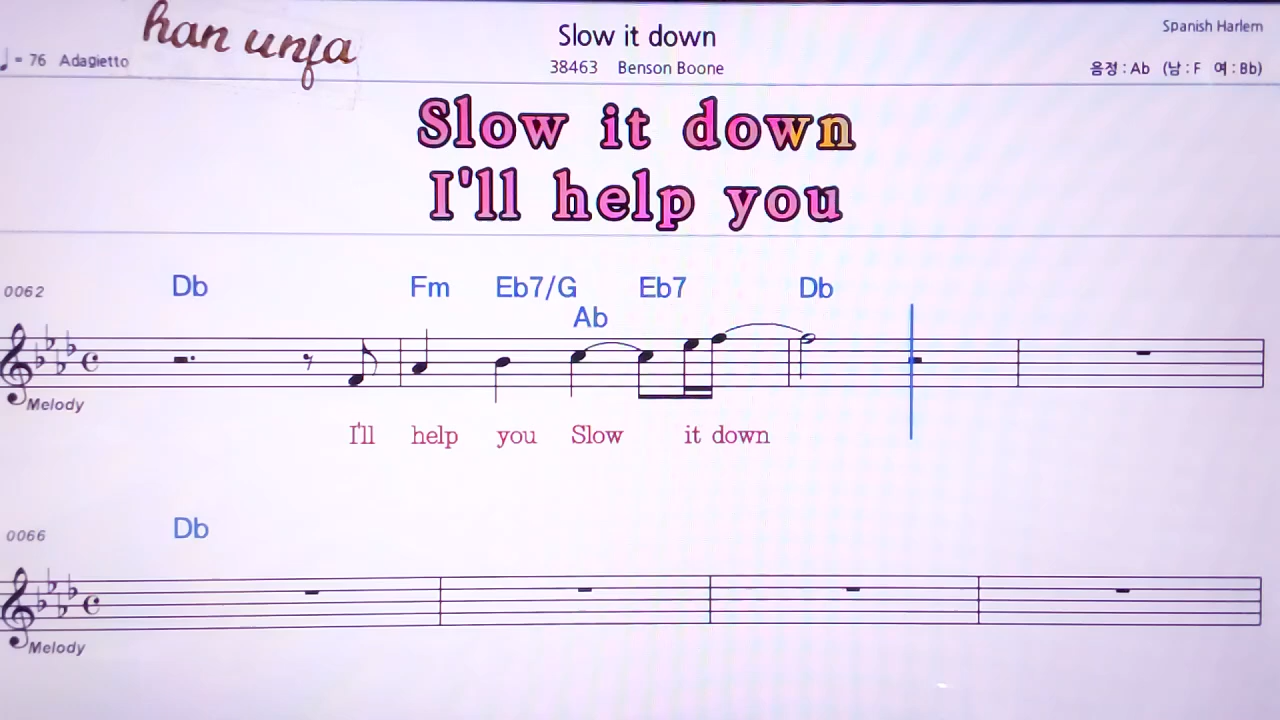 han unja
Slow it down
Spanish Harlem
♩ = 76 Adagietto
38463 Benson Boone
음정 : Ab (남 : F 여 : Bb)
Slow it down
I'll help you
0062
Db Fm Eb7/G Eb7 Db
Ab
Melody
I'll help you Slow it down
0066
Db
Melody